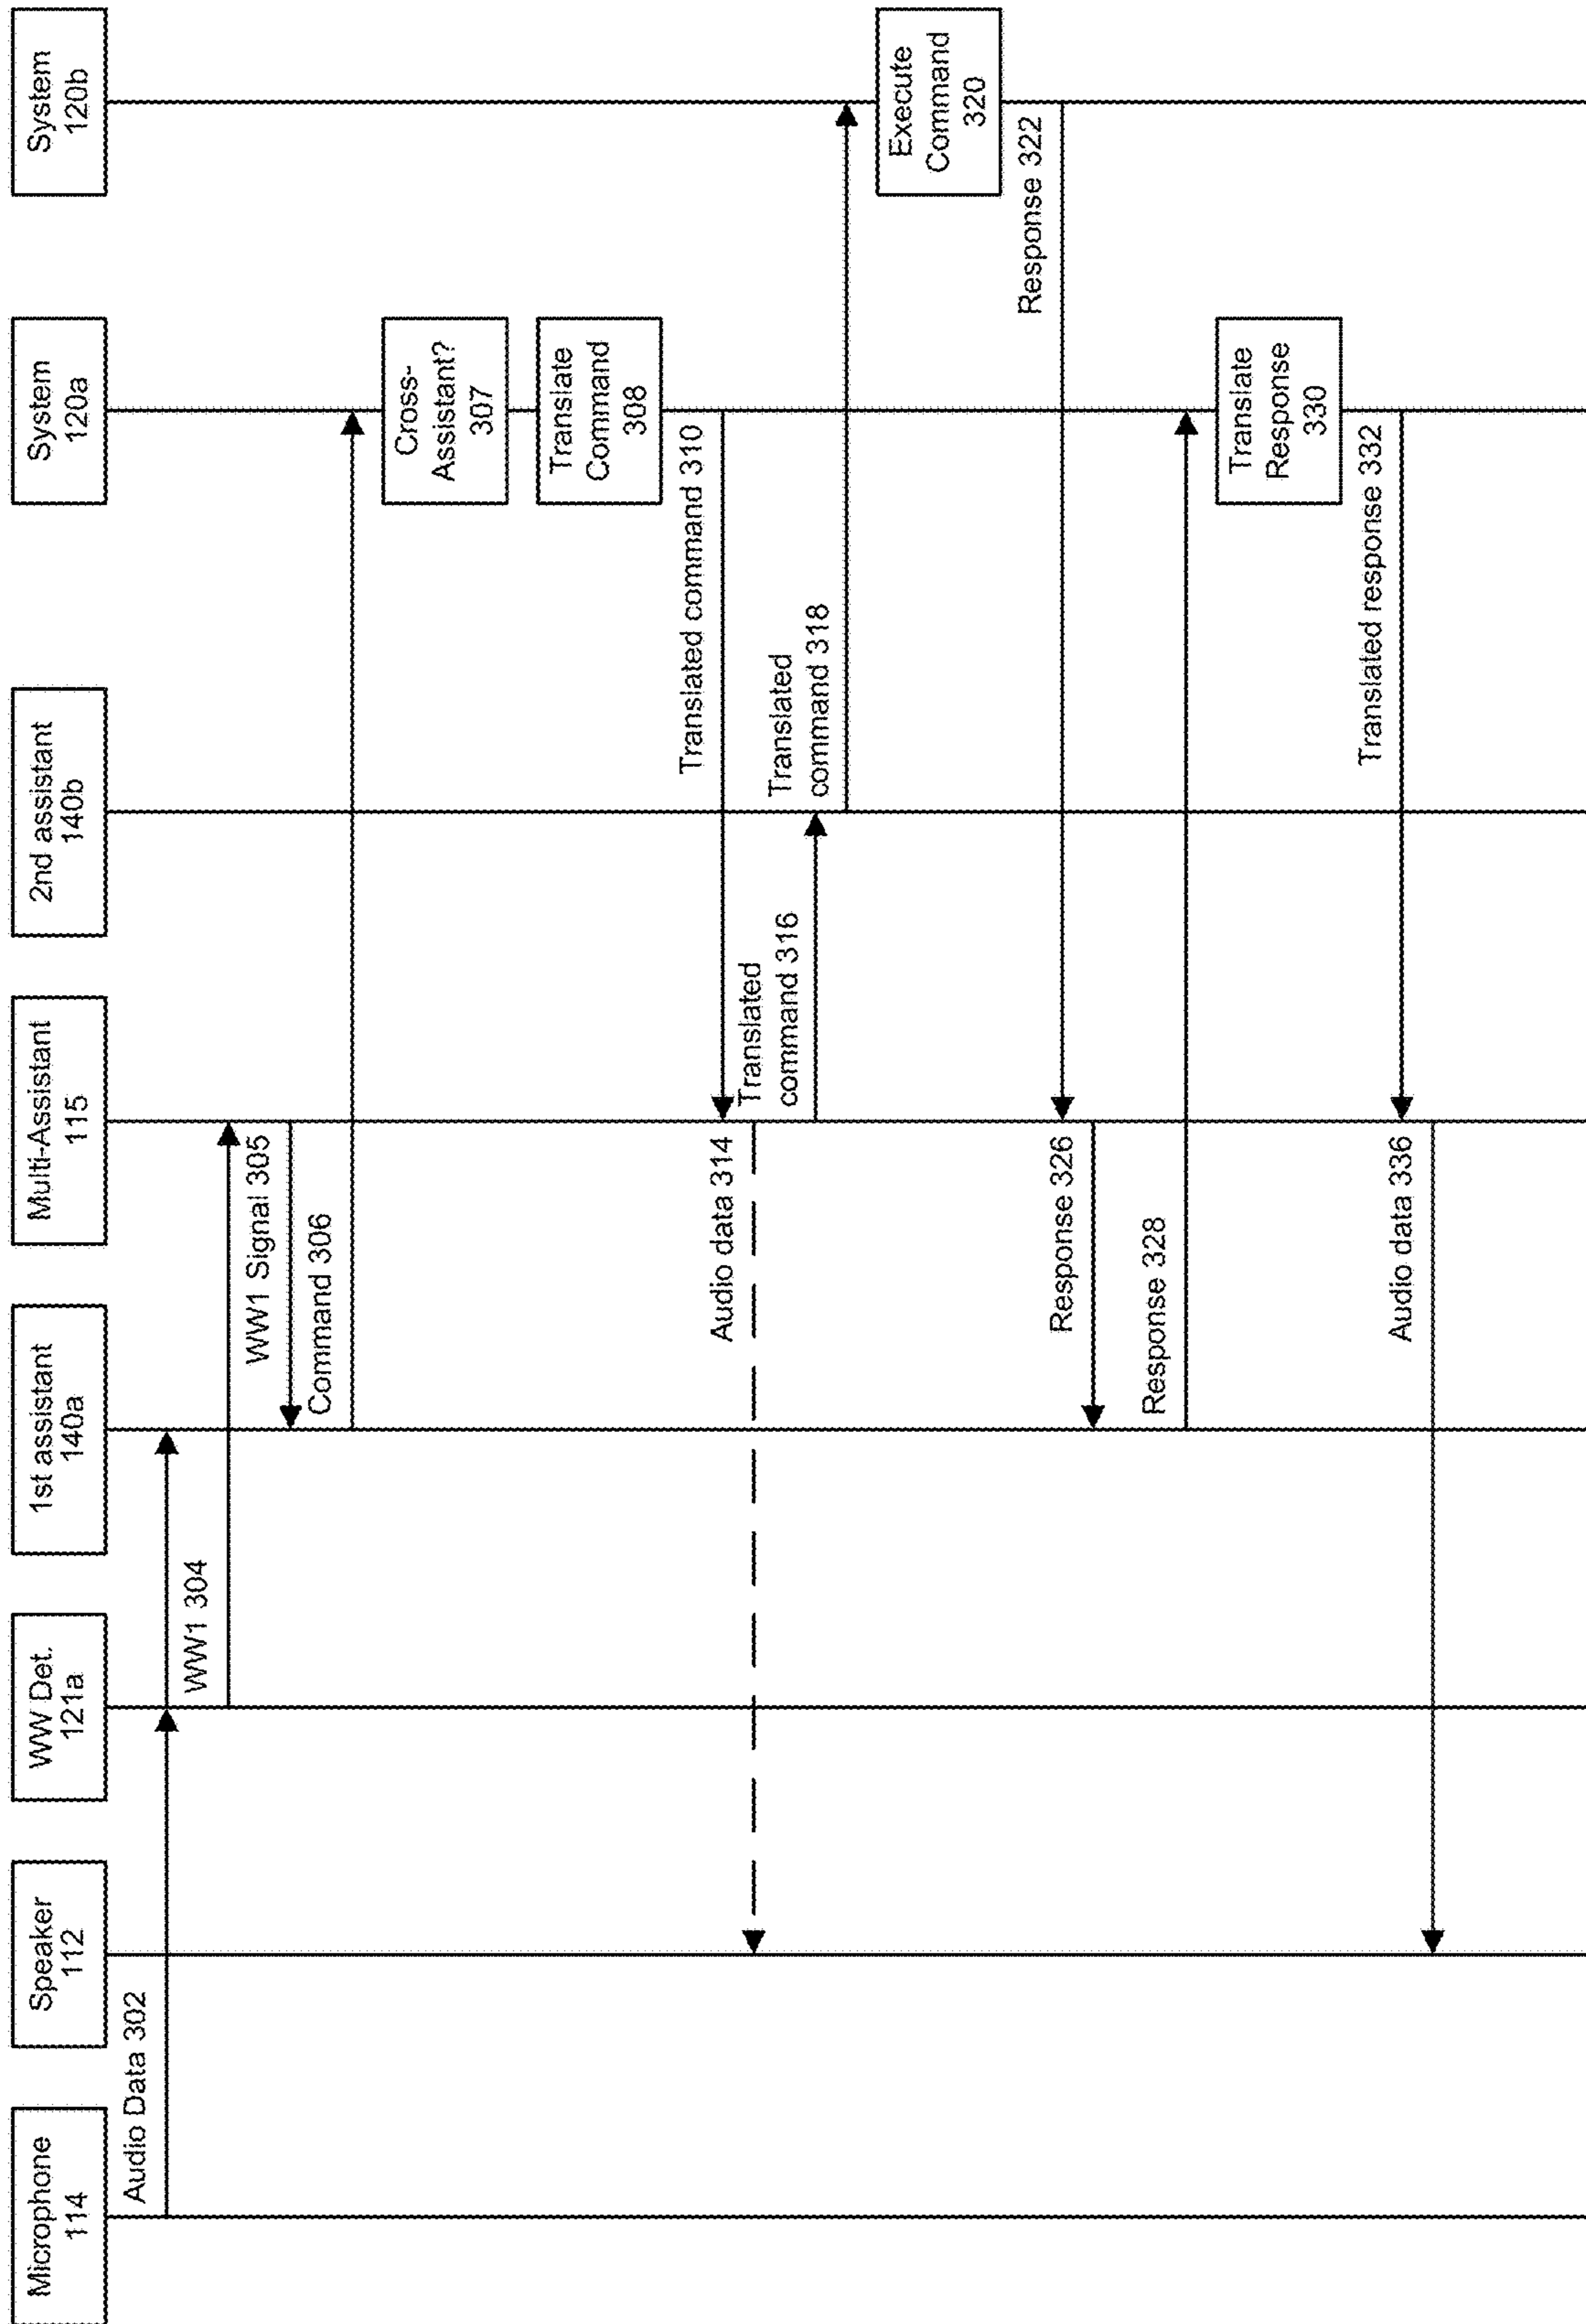 Microphone
114
Speaker
112
WW Det.
121a
1st assistant
140a
Multi-Assistant
115
2nd assistant
140b
System
120a
System
120b
Audio Data 302
WW1 304
WW1 Signal 305
Command 306
Cross-
Assistant?
307
Translate
Command
308
Translated command 310
Audio data 314
Translated
command 316
Translated
command 318
Execute
Command
320
Response 322
Response 326
Response 328
Translate
Response
330
Translated response 332
Audio data 336